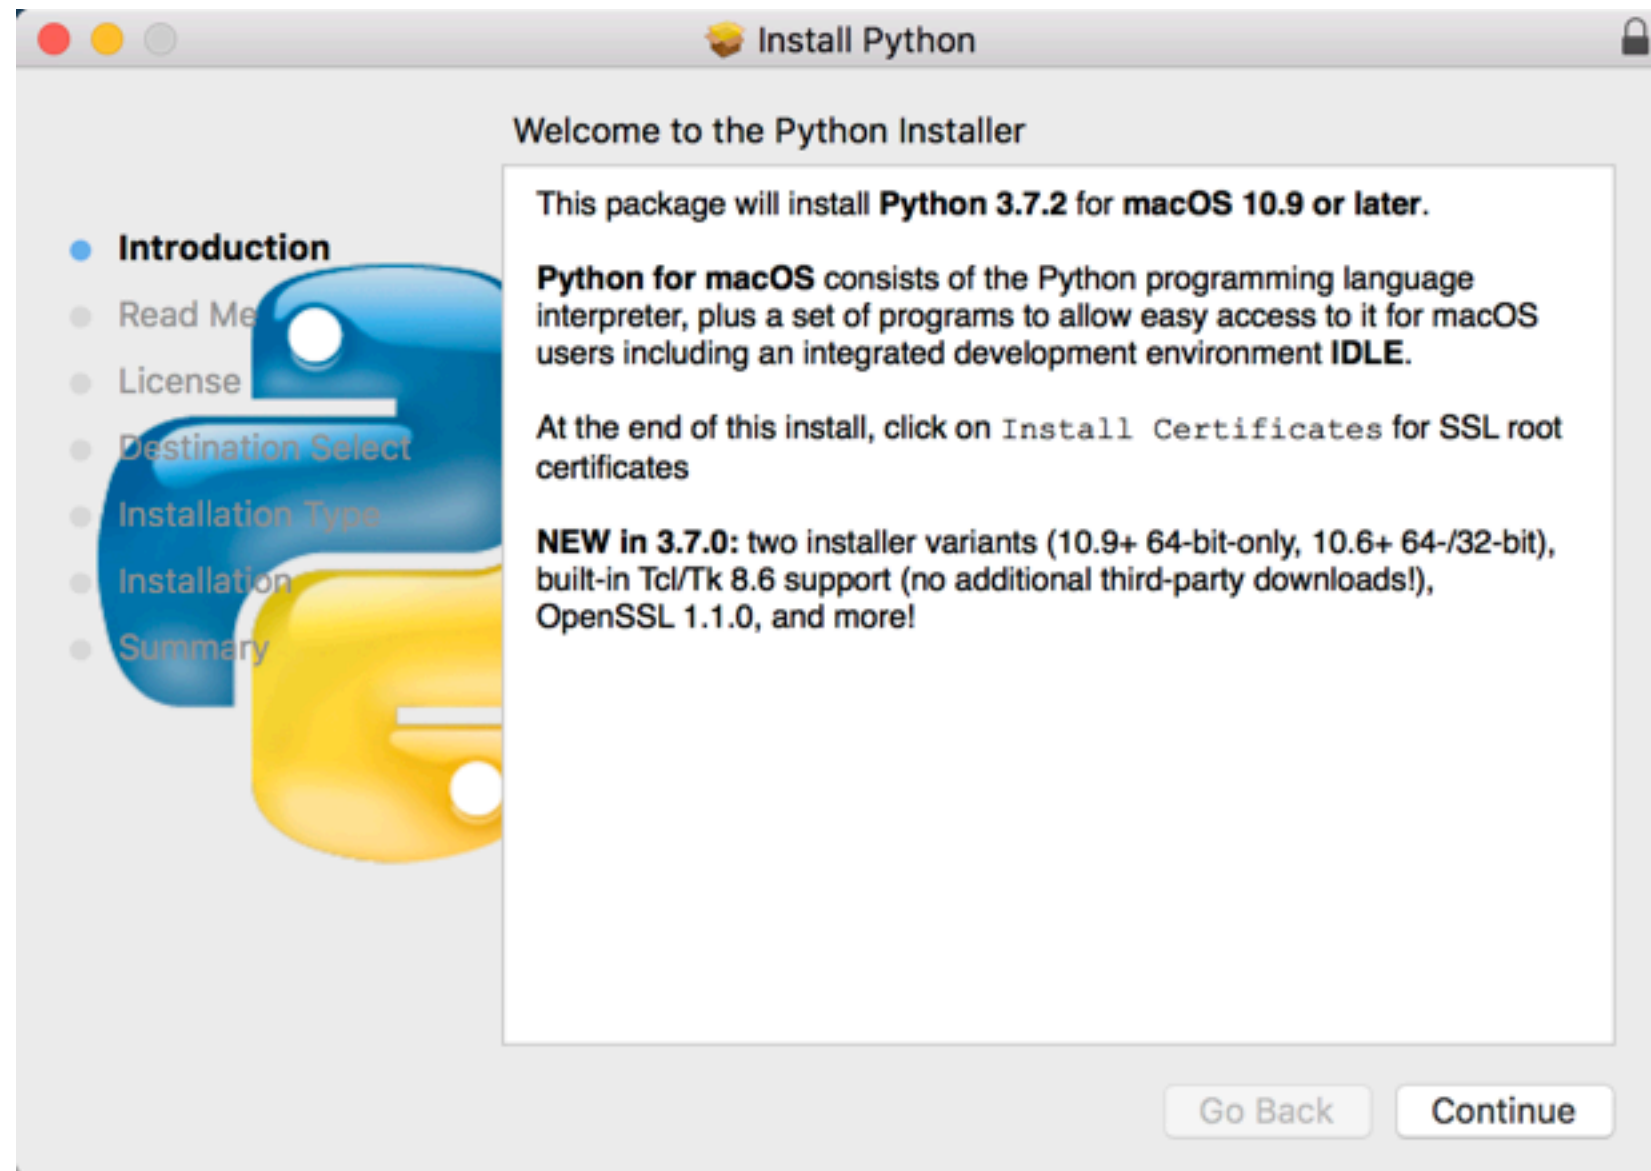 Install Python
Welcome to the Python Installer
Introduction
Read Me
License
Destination Select
Installation Type
Installation
Summary
This package will install Python 3.7.2 for macOS 10.9 or later.
Python for macOS consists of the Python programming language
interpreter, plus a set of programs to allow easy access to it for macOS
users including an integrated development environment IDLE.
At the end of this install, click on Install Certificates for SSL root
certificates
NEW in 3.7.0: two installer variants (10.9+ 64-bit-only, 10.6+ 64-/32-bit),
built-in Tcl/Tk 8.6 support (no additional third-party downloads!),
OpenSSL 1.1.0, and more!
Go Back
Continue